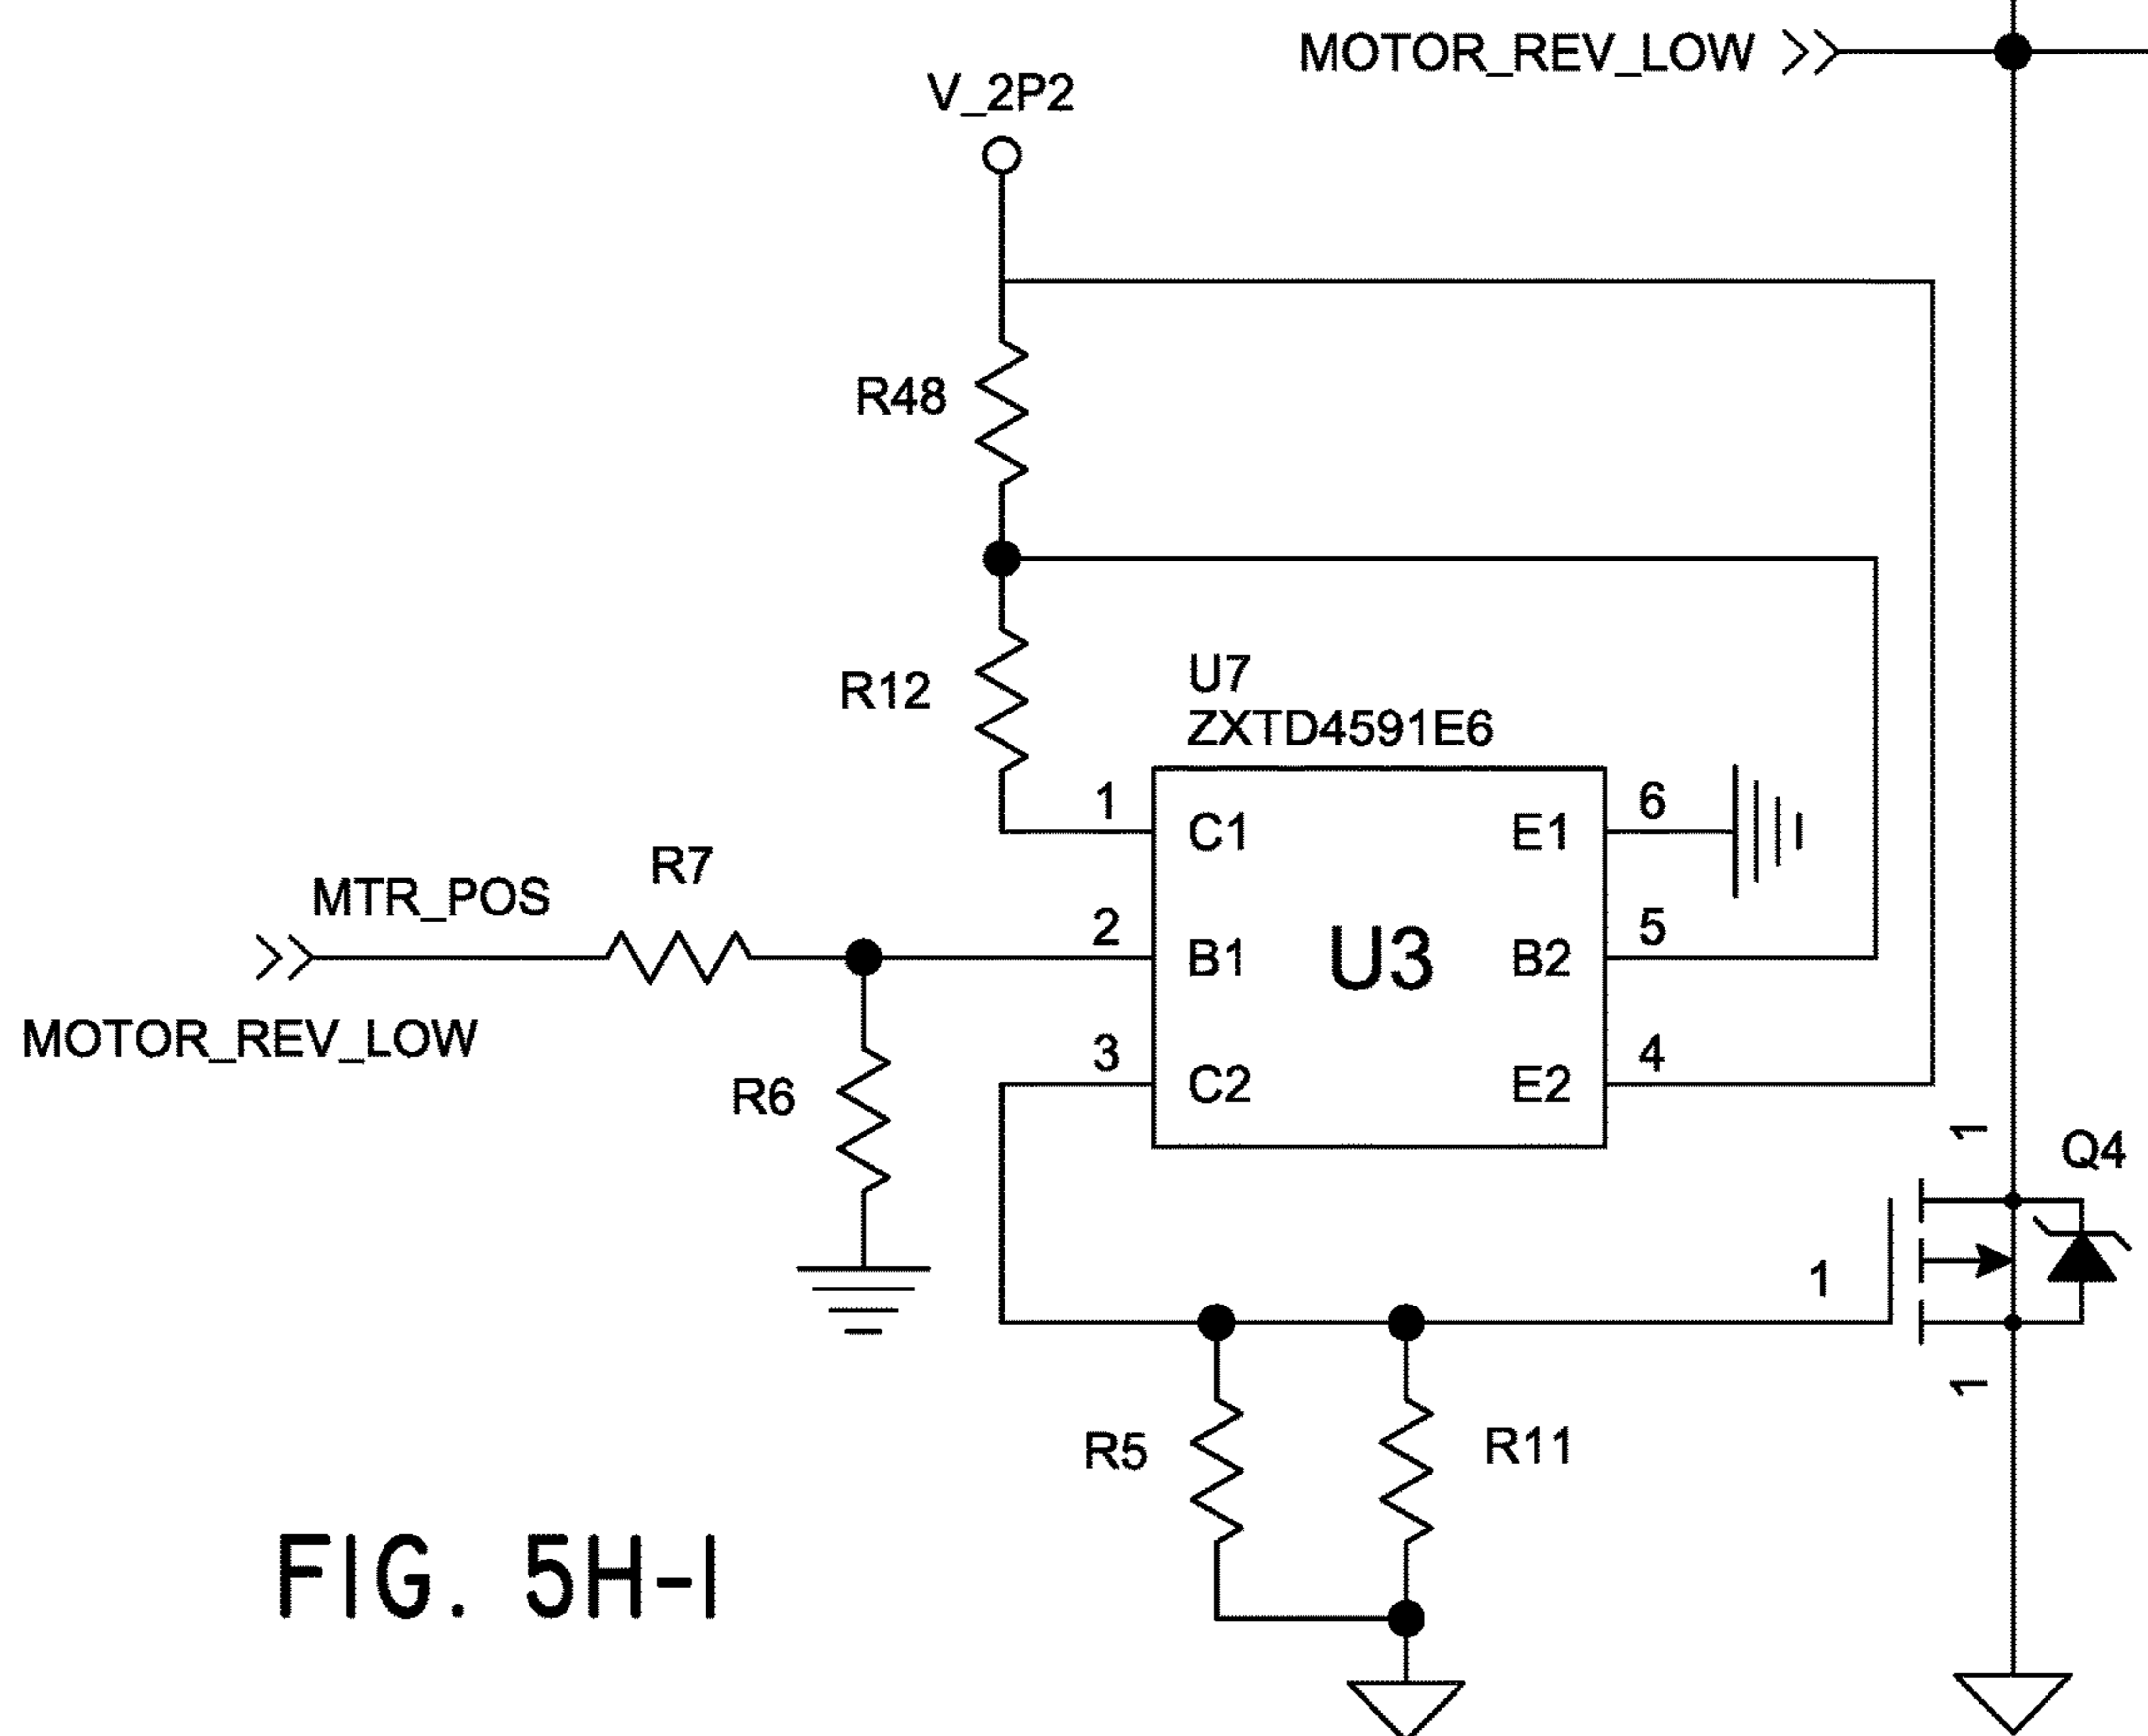 MOTOR_REV_LOW
V_2P2
R48
R12
U7
ZXTD4591E6
1 C1 E1 6
MTR_POS R7
2 B1 U3 B2 5
MOTOR_REV_LOW
3 C2 E2 4
R6
1 Q4
1
1
R5 R11
FIG. 5H-1